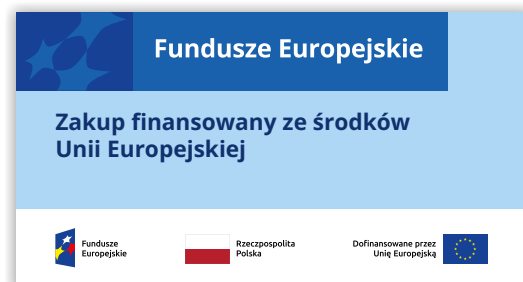 Fundusze Europejskie
Zakup finansowany ze środków
Unii Europejskiej
Fundusze
Europejskie
Rzeczpospolita
Polska
Dofinansowane przez
Unię Europejską